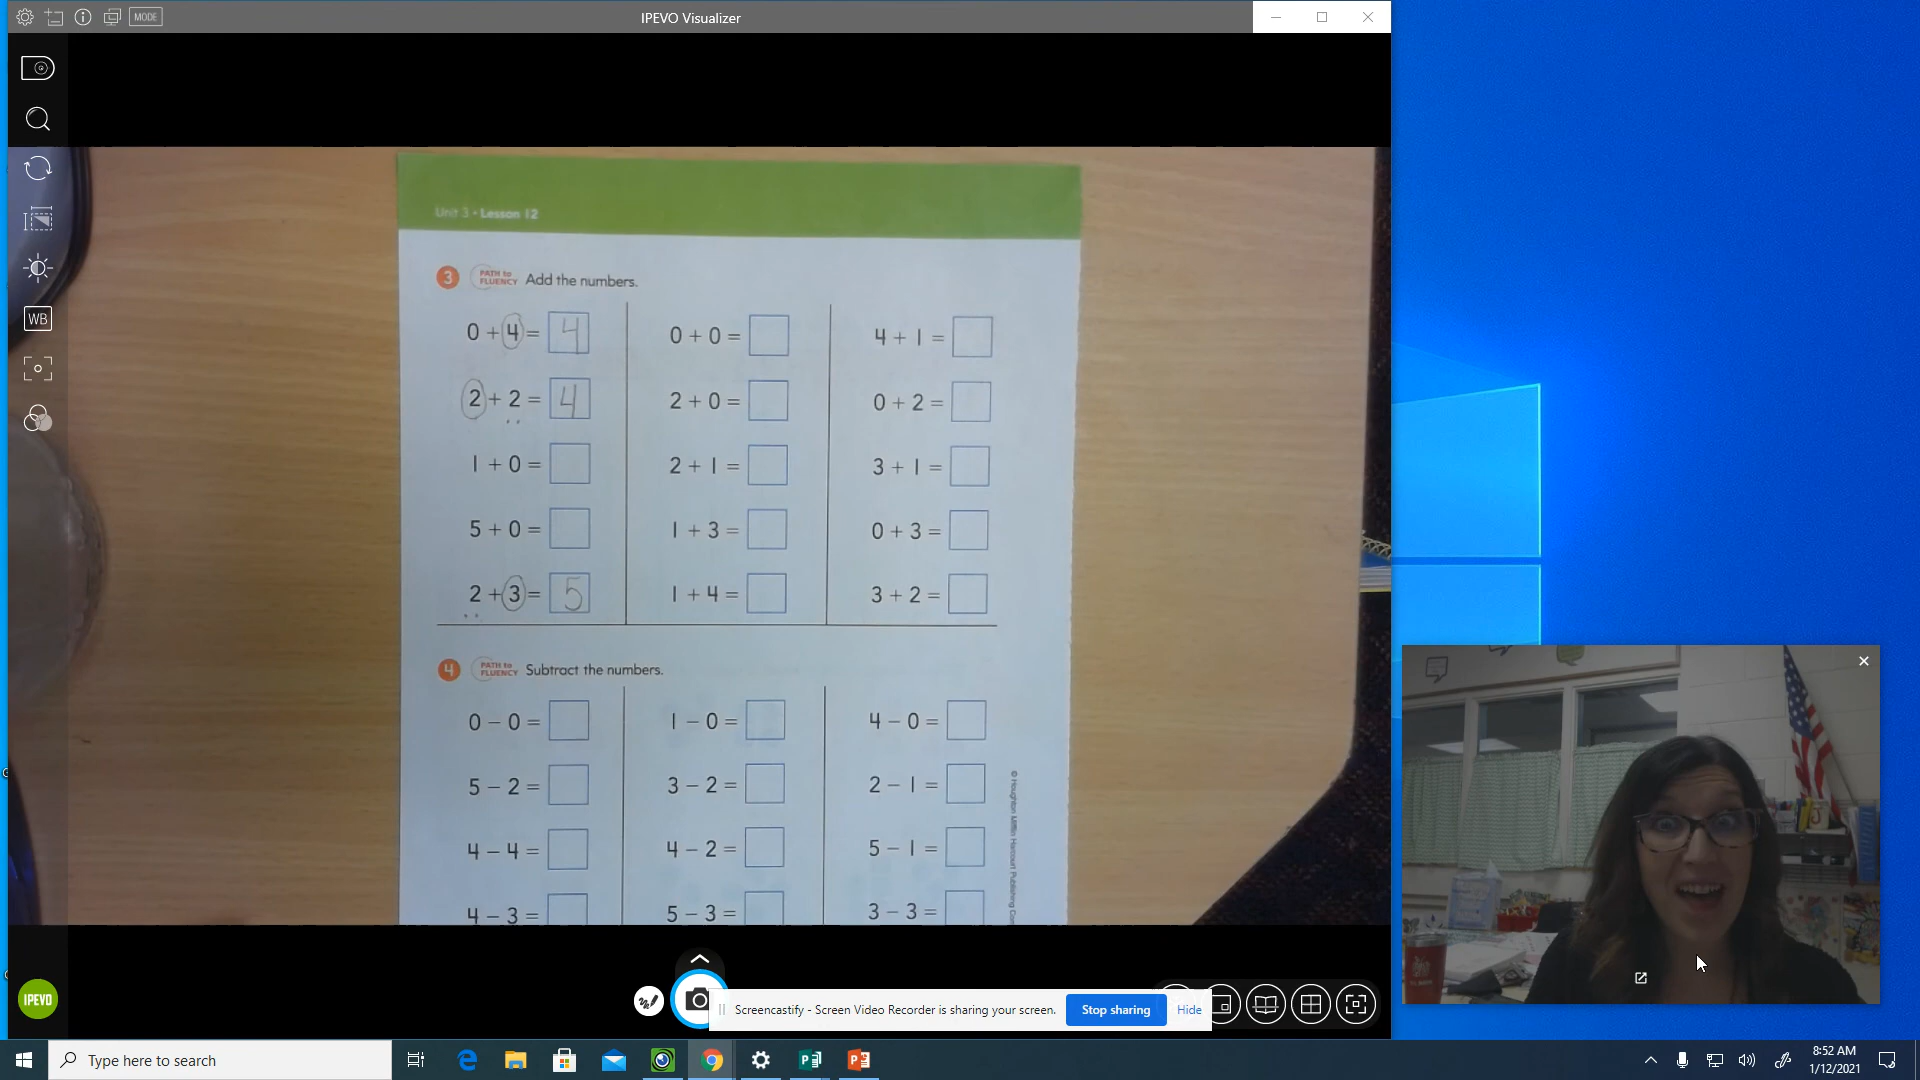 MODE
IPEVO Visualizer
WB
Unit 3 • Lesson 12
3 PATH to FLUENCY Add the numbers.
0 + 4 = 4
2 + 2 = 4
1 + 0 =
5 + 0 =
2 + 3 = 5
0 + 0 =
2 + 0 =
2 + 1 =
1 + 3 =
1 + 4 =
4 + 1 =
0 + 2 =
3 + 1 =
0 + 3 =
3 + 2 =
4 PATH to FLUENCY Subtract the numbers.
0 − 0 =
5 − 2 =
4 − 4 =
4 − 3 =
1 − 0 =
3 − 2 =
4 − 2 =
5 − 3 =
4 − 0 =
2 − 1 =
5 − 1 =
3 − 3 =
© Houghton Mifflin Harcourt Publishing Com
IPEVO
Screencastify - Screen Video Recorder is sharing your screen.
Stop sharing
Hide
Type here to search
8:52 AM
1/12/2021